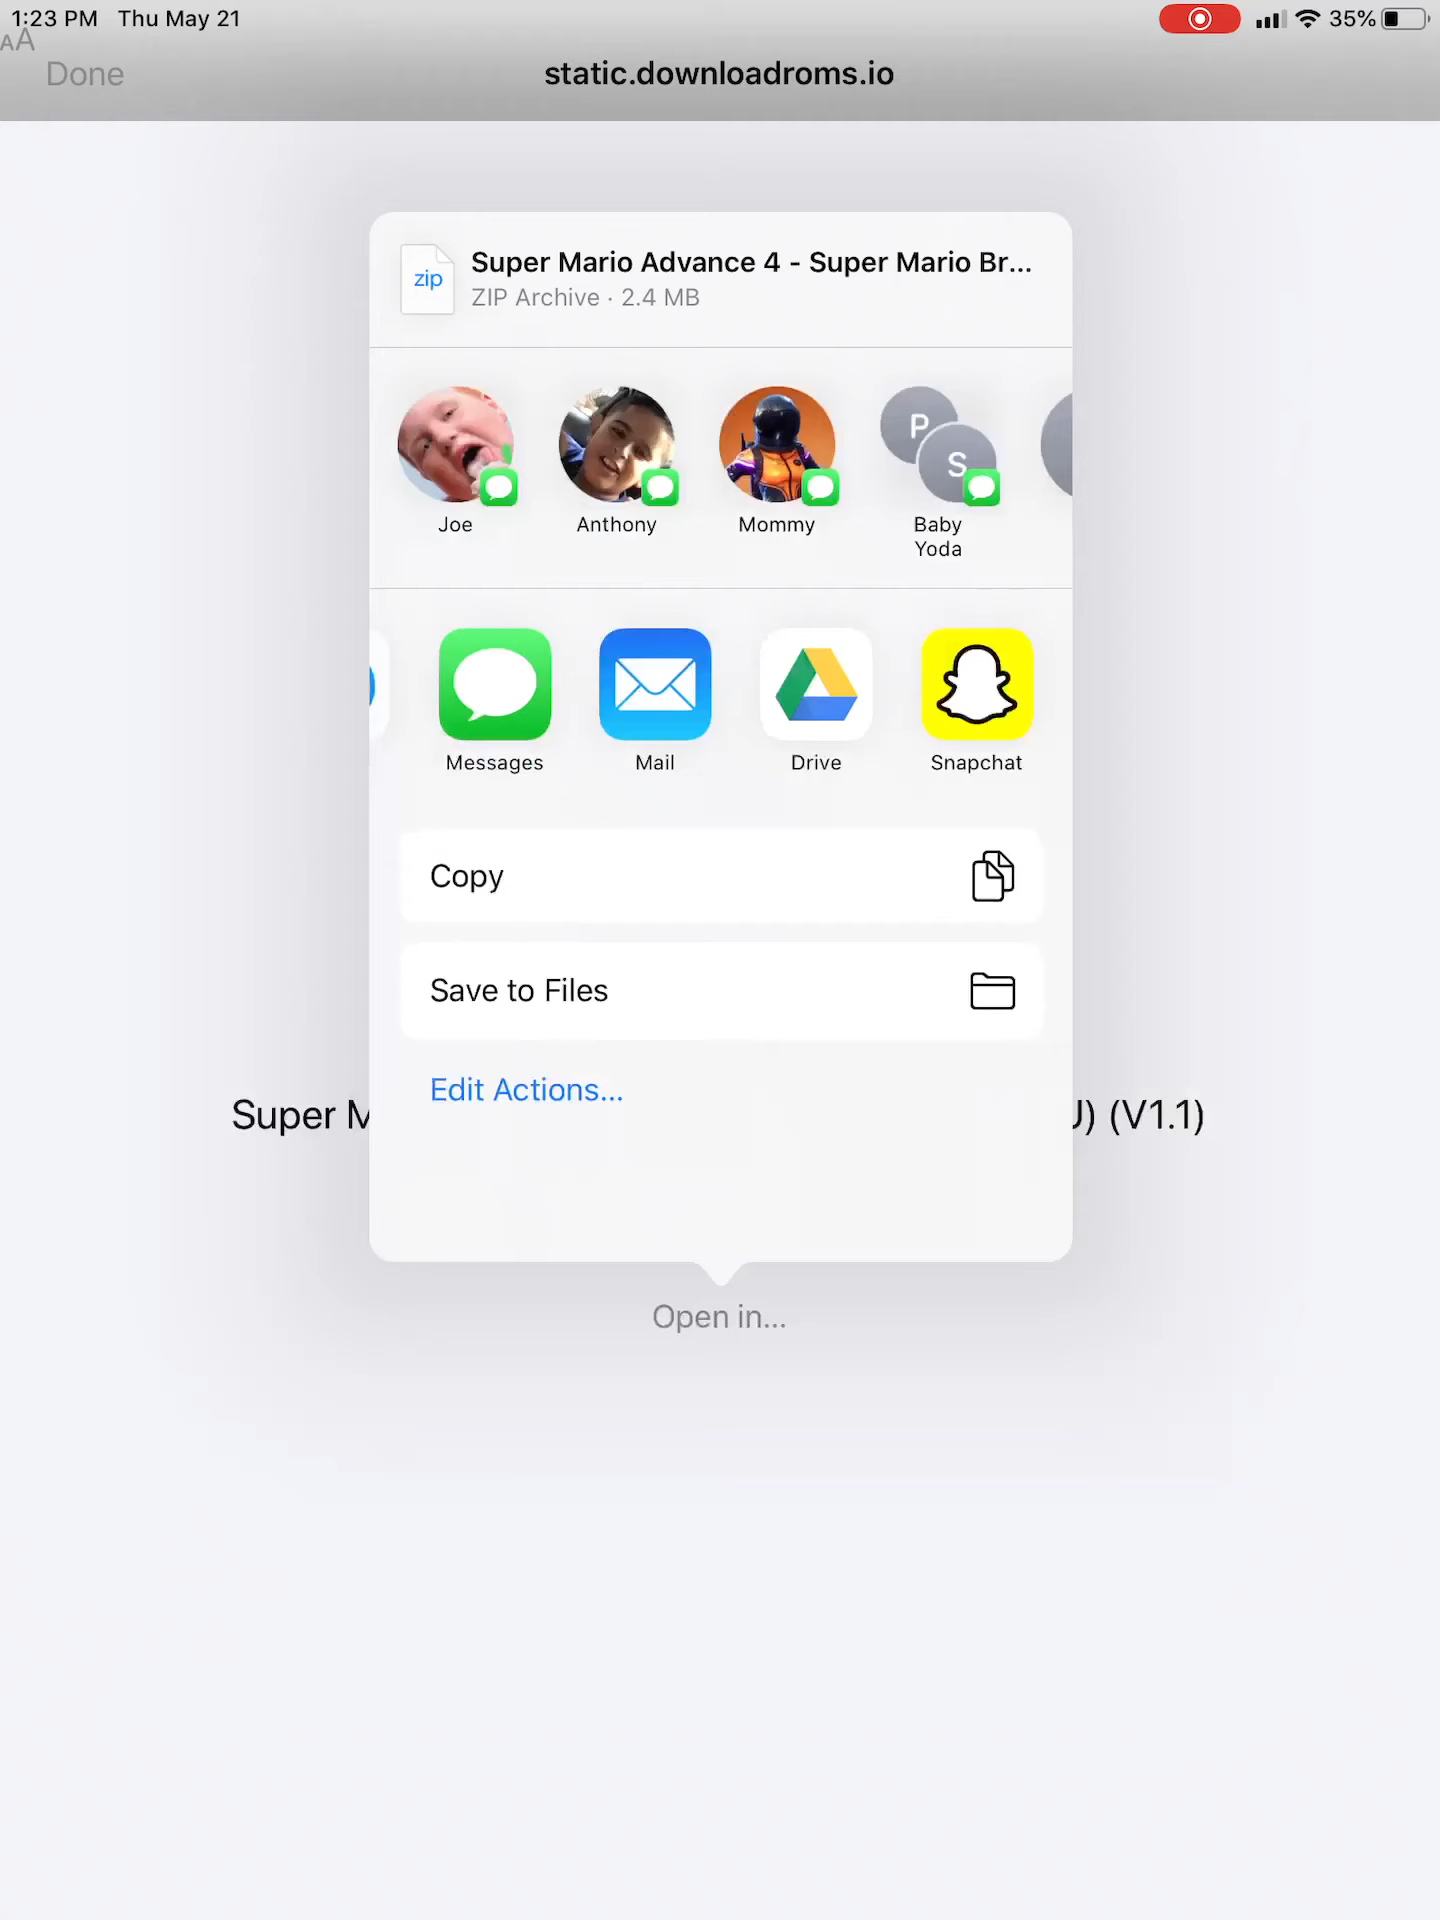 1:23 PM Thu May 21
35%
AA
Done
static.downloadroms.io
zip
Super Mario Advance 4 - Super Mario Br...
ZIP Archive · 2.4 MB
P
S
Joe
Anthony
Mommy
Baby
Yoda
Messages
Mail
Drive
Snapchat
Copy
Save to Files
Edit Actions...
Super M
J) (V1.1)
Open in...